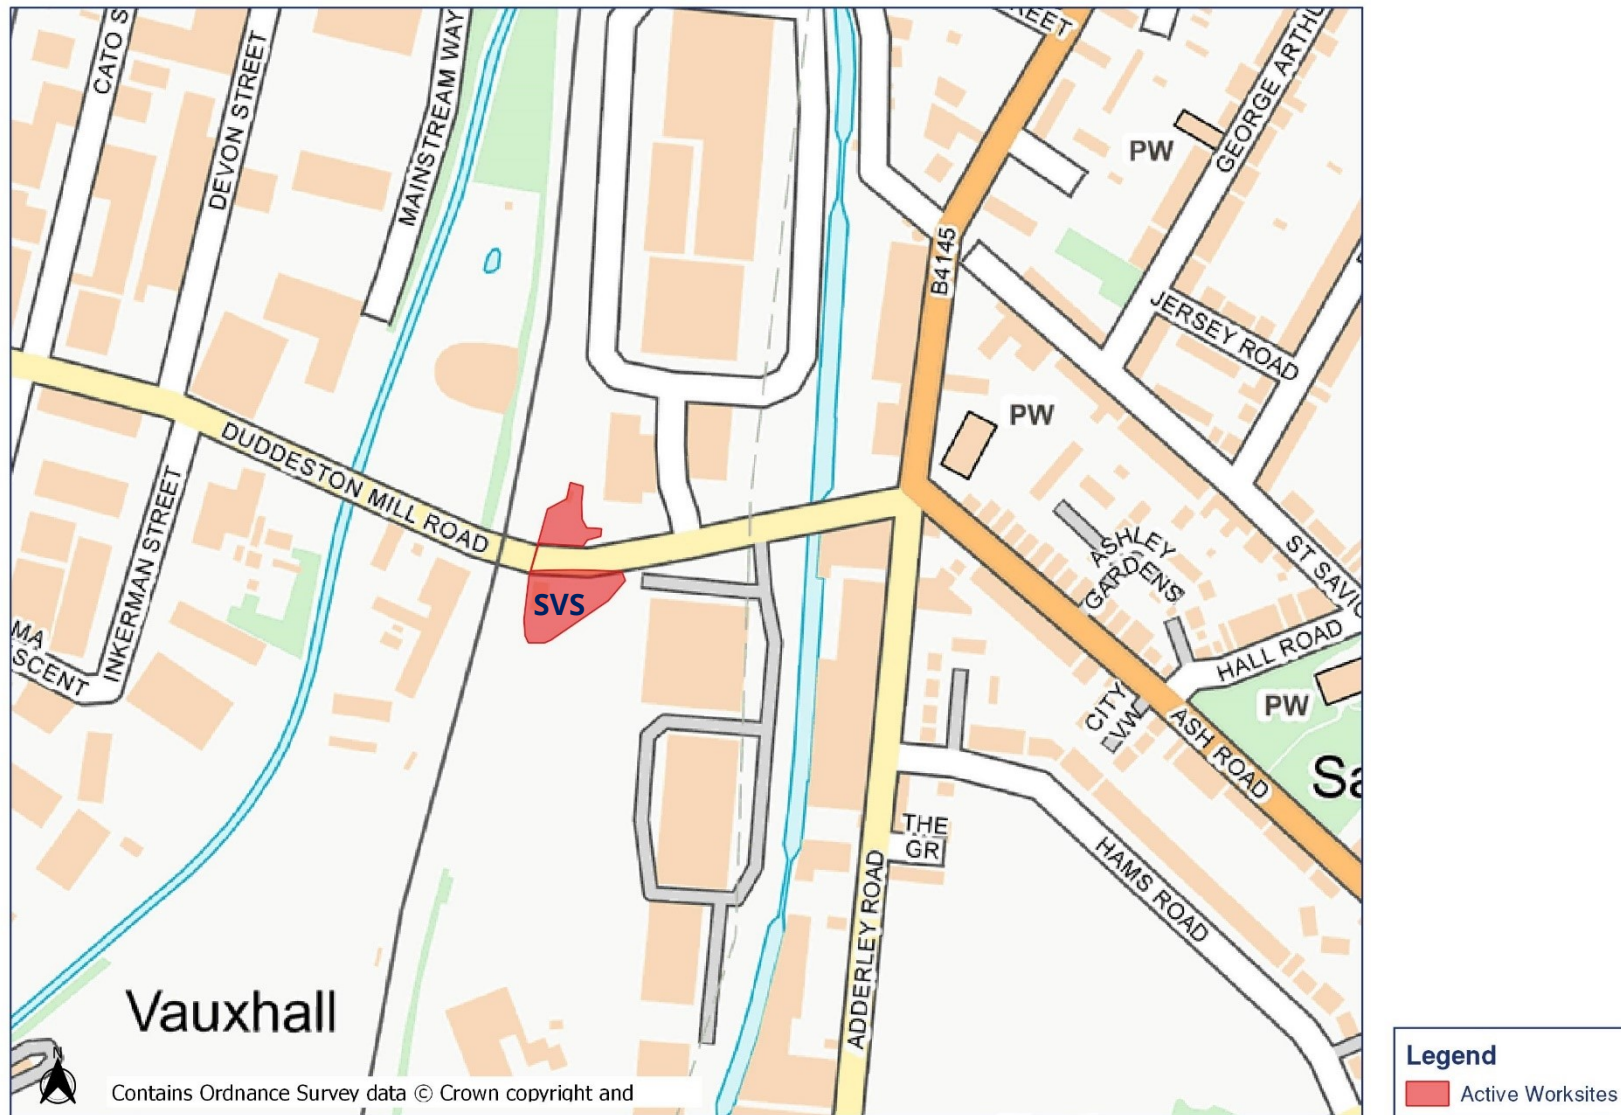 CATO S
DEVON STREET
MAINSTREAM WAY
REET
GEORGE ARTHU
PW
B4145
JERSEY ROAD
PW
DUDDESTON MILL ROAD
INKERMAN STREET
SVS
ASHLEY
GARDENS
ST SAVIO
MA
SCENT
HALL ROAD
CITY
VW
PW
ASH ROAD
Sa
THE
GR
HAMS ROAD
ADDERLEY ROAD
Vauxhall
N
Contains Ordnance Survey data © Crown copyright and
Legend
Active Worksites